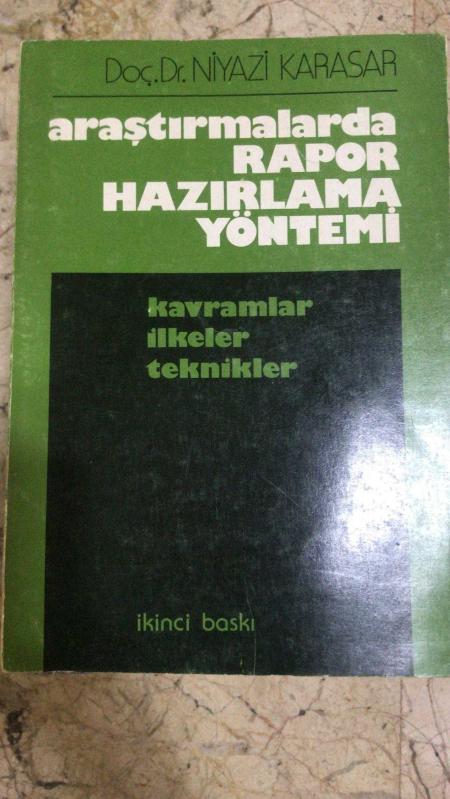 Doç.Dr. NİYAZİ KARASAR
araştırmalarda
RAPOR
HAZIRLAMA
YÖNTEMİ
kavramlar
ilkeler
teknikler
ikinci baskı